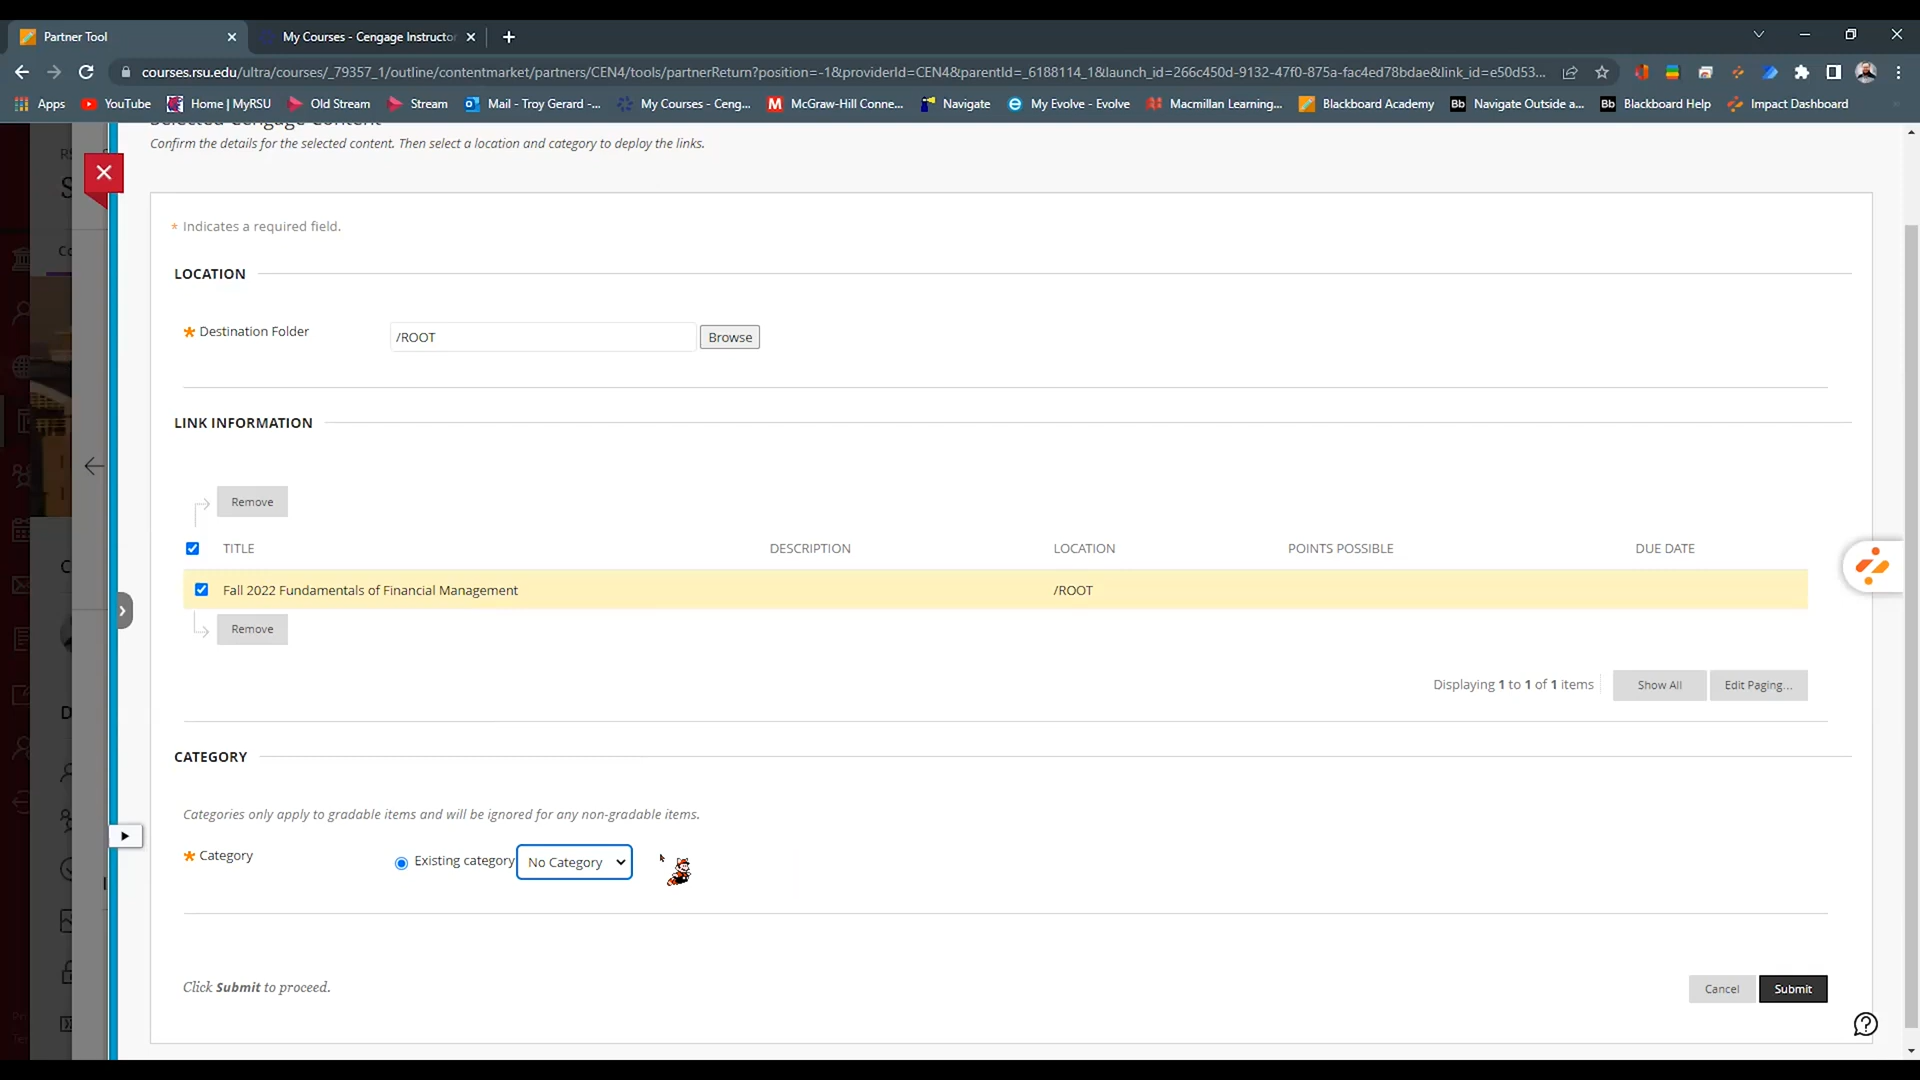 Partner Tool
My Courses - Cengage Instructor
courses.rsu.edu/ultra/courses/_79357_1/outline/contentmarket/partners/CEN4/tools/partnerReturn?position=-1&providerId=CEN4&parentId=_6188114_1&launch_id=266c450d-9132-47f0-875a-fac4ed78bdae&link_id=e50d53...
Apps
YouTube
Home | MyRSU
Old Stream
Stream
Mail - Troy Gerard -...
My Courses - Ceng...
McGraw-Hill Conne...
Navigate
My Evolve - Evolve
Macmillan Learning...
Blackboard Academy
Bb Navigate Outside a...
Bb Blackboard Help
Impact Dashboard
Selected Cengage Content
Confirm the details for the selected content. Then select a location and category to deploy the links.
* Indicates a required field.
LOCATION
* Destination Folder
/ROOT
Browse
LINK INFORMATION
Remove
TITLE DESCRIPTION LOCATION POINTS POSSIBLE DUE DATE
Fall 2022 Fundamentals of Financial Management /ROOT
Remove
Displaying 1 to 1 of 1 items
Show All
Edit Paging...
CATEGORY
Categories only apply to gradable items and will be ignored for any non-gradable items.
* Category
Existing category
No Category
Click Submit to proceed.
Cancel
Submit